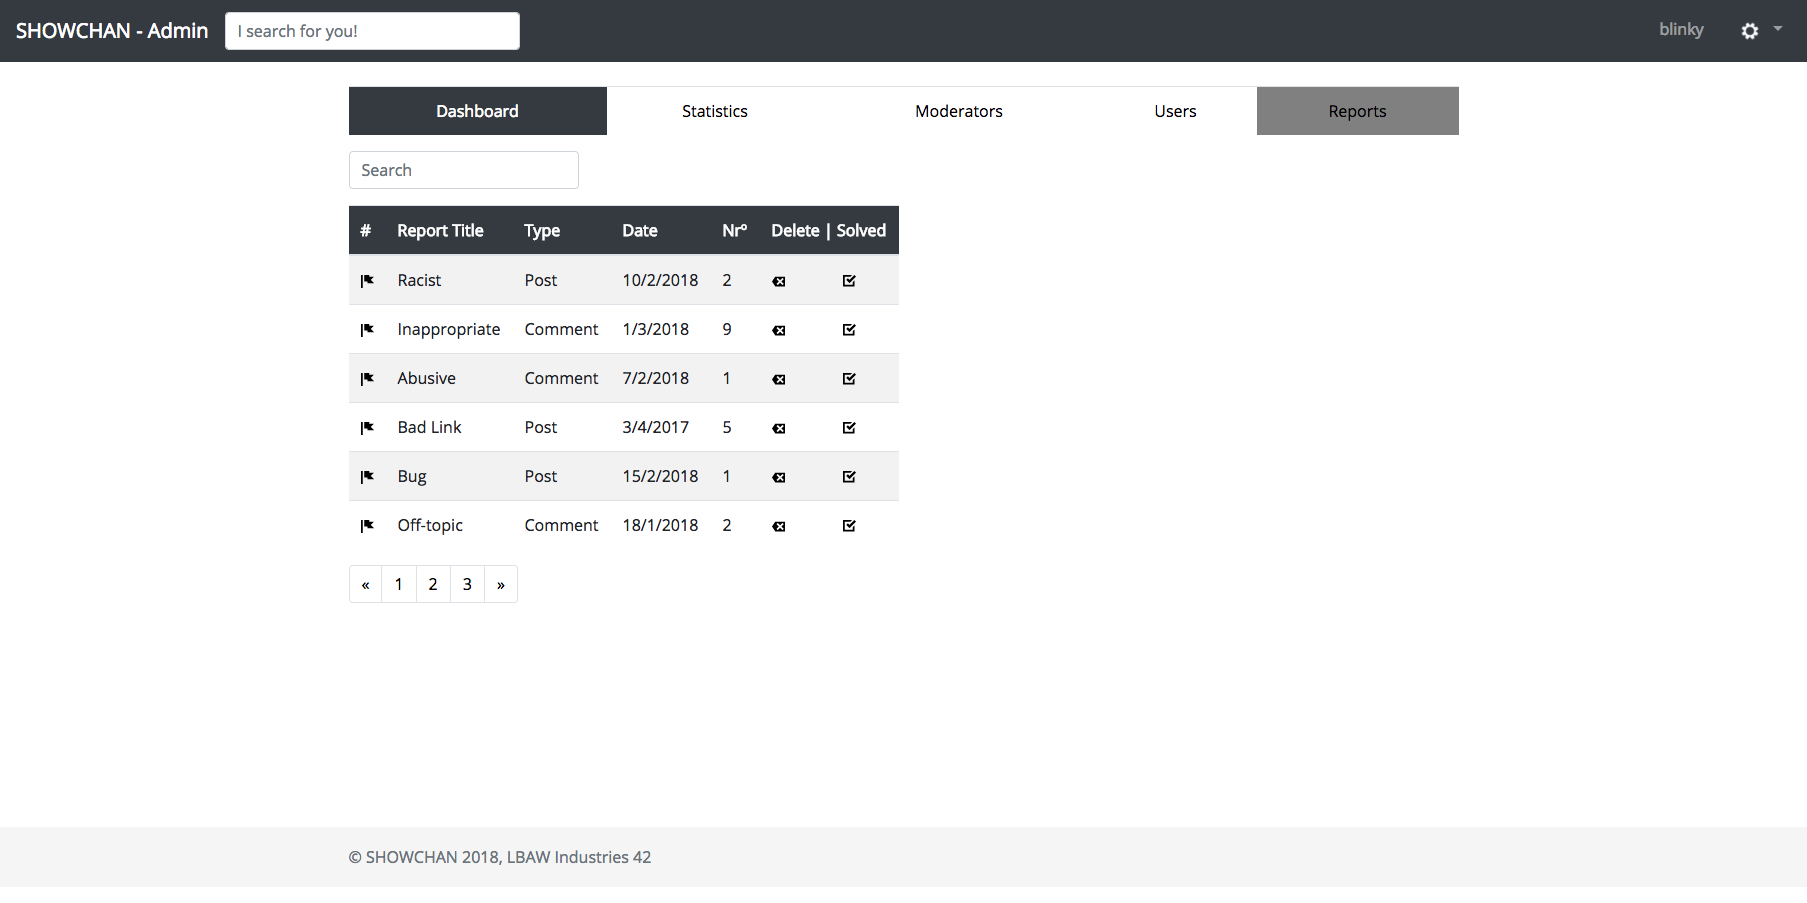 SHOWCHAN - Admin I search for you! blinky
Dashboard Statistics Moderators Users Reports
Search
# Report Title Type Date Nrº Delete | Solved
Racist Post 10/2/2018 2
Inappropriate Comment 1/3/2018 9
Abusive Comment 7/2/2018 1
Bad Link Post 3/4/2017 5
Bug Post 15/2/2018 1
Off-topic Comment 18/1/2018 2
« 1 2 3 »
© SHOWCHAN 2018, LBAW Industries 42